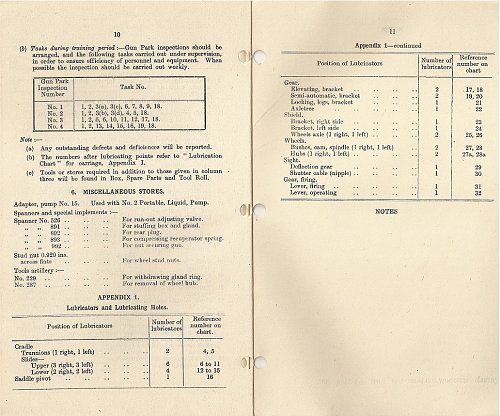 10
(b) Tasks during training period :—Gun Park inspections should be
arranged, and the following tasks carried out under supervision,
in order to ensure efficiency of personnel and equipment. When
possible the inspection should be carried out weekly.
Gun Park Inspection Number | Task No.
No. 1 | 1, 2, 3(a), 3(c), 6, 7, 8, 9, 18.
No. 2 | 1, 2, 3(b), 3(d), 4, 5, 18.
No. 3 | 1, 2, 5, 6, 10, 11, 12, 17, 18.
No. 4 | 1, 2, 13, 14, 15, 16, 19, 18.
Note :—
(a) Any outstanding defects and deficiences will be reported.
(b) The numbers after lubricating points refer to " Lubrication
Chart " for carriage, Appendix I.
(c) Tools or stores required in addition to those given in column
three will be found in Box, Spare Parts and Tool Roll.
6. MISCELLANEOUS STORES.
Adapter, pump No. 15. Used with No. 2 Portable, Liquid, Pump.
Spanners and special implements :—
Spanner No. 526 .. .. .. For run-out adjusting valve.
„ „ 891 .. .. .. For stuffing box and gland.
„ „ 892 .. .. .. For rear plug.
„ „ 893 .. .. .. For compressing recuperator spring.
„ „ 992 .. .. .. For nut securing gun.
Stud nut 0.920 ins.
across flats .. .. .. For wheel stud nuts.
Tools artillery :—
No. 229 .. .. .. .. For withdrawing gland ring.
No. 287 .. .. .. .. For removal of wheel hub.
APPENDIX 1.
Lubricators and Lubricating Holes.
Position of Lubricators | Number of lubricators | Reference number on chart.
Cradle
Trunnions (1 right, 1 left) .. .. .. 2 4, 5
Slides—
Upper (3 right, 3 left) .. .. .. 6 6 to 11
Lower (2 right, 2 left) .. .. .. 4 12 to 15
Saddle pivot .. .. .. .. .. 1 16
11
Appendix 1—continued
Position of Lubricators | Number of lubricators | Reference number on chart
Gear.
Elevating, bracket .. .. .. 2 17, 18
Semi-automatic, bracket .. .. .. 2 19, 20
Locking, legs, bracket .. .. .. 1 21
Axletree .. .. .. .. 1 22
Shield.
Bracket, right side .. .. .. 1 23
Bracket, left side .. .. .. 1 24
Wheels axle (1 right, 1 left) .. .. .. 2 25, 26
Wheels.
Bushes, cam, spindle (1 right, 1 left) .. .. 2 27, 28
Hubs (1 right, 1 left) .. .. .. 2 27a, 28a
Sight.
Deflection gear .. .. .. 1 29
Shutter cable (nipple) .. .. .. 1 30
Gear, firing.
Lever, firing .. .. .. 1 31
Lever, operating .. .. .. 1 32
NOTES